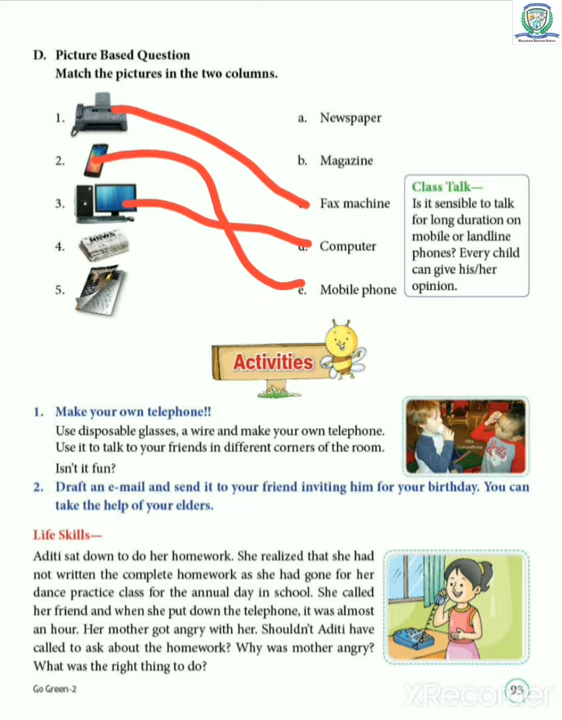 D. Picture Based Question
Match the pictures in the two columns.
1.
a. Newspaper
2.
b. Magazine
3.
Fax machine
4.
d. Computer
5.
e. Mobile phone
Class Talk—
Is it sensible to talk
for long duration on
mobile or landline
phones? Every child
can give his/her
opinion.
Activities
1. Make your own telephone!!
Use disposable glasses, a wire and make your own telephone.
Use it to talk to your friends in different corners of the room.
Isn't it fun?
2. Draft an e-mail and send it to your friend inviting him for your birthday. You can
take the help of your elders.
Life Skills—
Aditi sat down to do her homework. She realized that she had
not written the complete homework as she had gone for her
dance practice class for the annual day in school. She called
her friend and when she put down the telephone, it was almost
an hour. Her mother got angry with her. Shouldn't Aditi have
called to ask about the homework? Why was mother angry?
What was the right thing to do?
Go Green-2
93
XRecorder